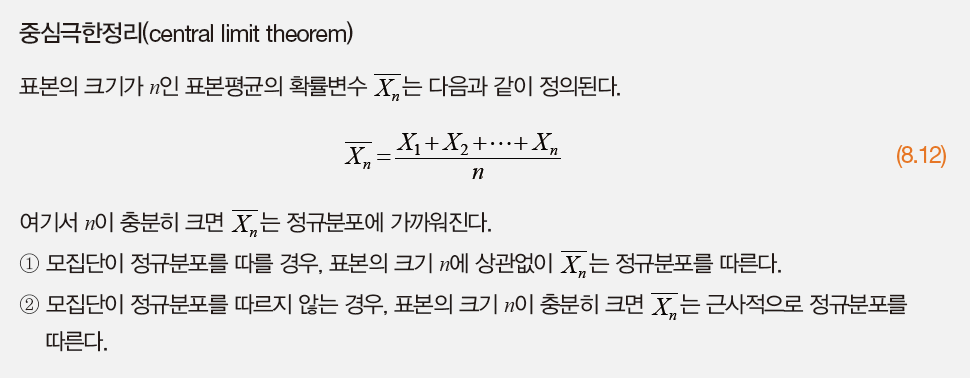 중심극한정리(central limit theorem)
표본의 크기가 n인 표본평균의 확률변수 $\overline{X_n}$는 다음과 같이 정의된다.
$\overline{X_n} = \frac{X_1 + X_2 + \cdots + X_n}{n}$ (8.12)
여기서 n이 충분히 크면 $\overline{X_n}$는 정규분포에 가까워진다.
① 모집단이 정규분포를 따를 경우, 표본의 크기 n에 상관없이 $\overline{X_n}$는 정규분포를 따른다.
② 모집단이 정규분포를 따르지 않는 경우, 표본의 크기 n이 충분히 크면 $\overline{X_n}$는 근사적으로 정규분포를
따른다.